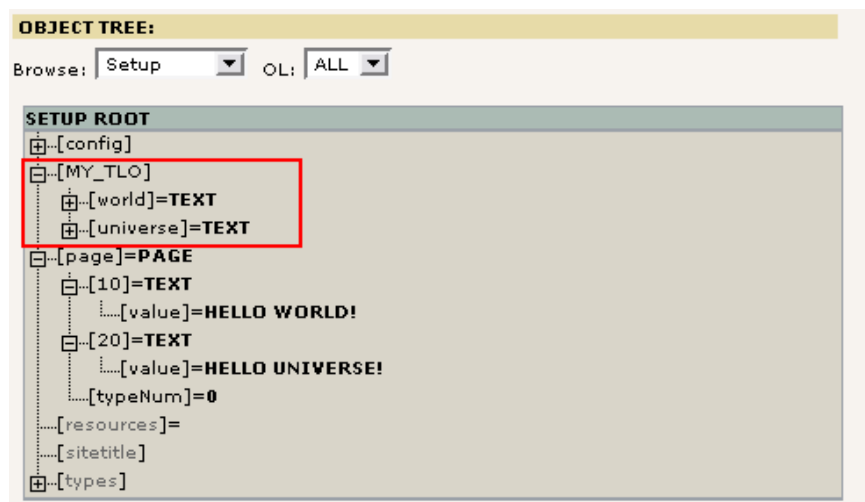 OBJECT TREE:
Browse: Setup OL: ALL
SETUP ROOT
[config]
[MY_TLO]
[world]=TEXT
[universe]=TEXT
[page]=PAGE
[10]=TEXT
[value]=HELLO WORLD!
[20]=TEXT
[value]=HELLO UNIVERSE!
[typeNum]=0
[resources]=
[sitetitle]
[types]